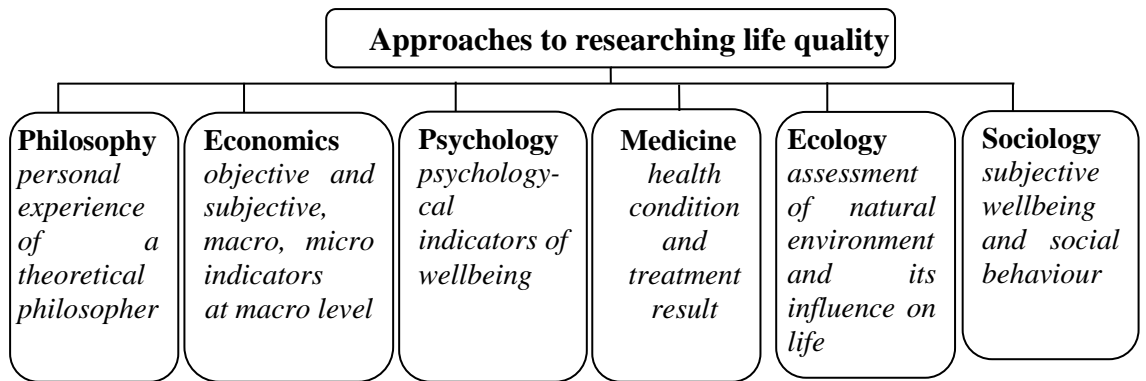 Approaches to researching life quality
Philosophy
personal
experience
of a
theoretical
philosopher
Economics
objective and
subjective,
macro, micro
indicators
at macro level
Psychology
psychology-
cal
indicators of
wellbeing
Medicine
health
condition
and
treatment
result
Ecology
assessment
of natural
environment
and its
influence on
life
Sociology
subjective
wellbeing
and social
behaviour